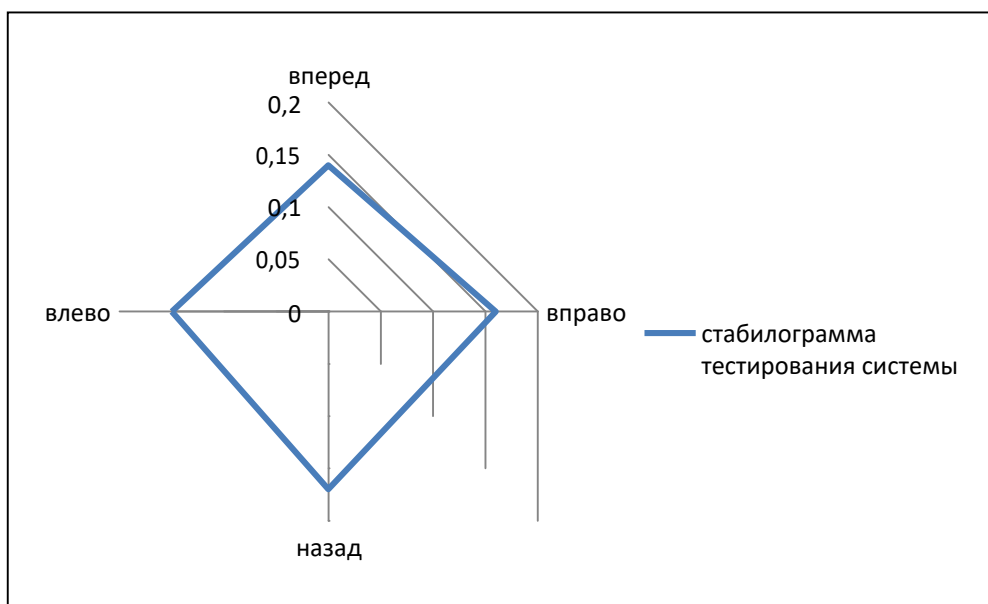 вперед
0,2
0,15
0,1
0,05
влево
0
вправо
стабилограмма
тестирования системы
назад